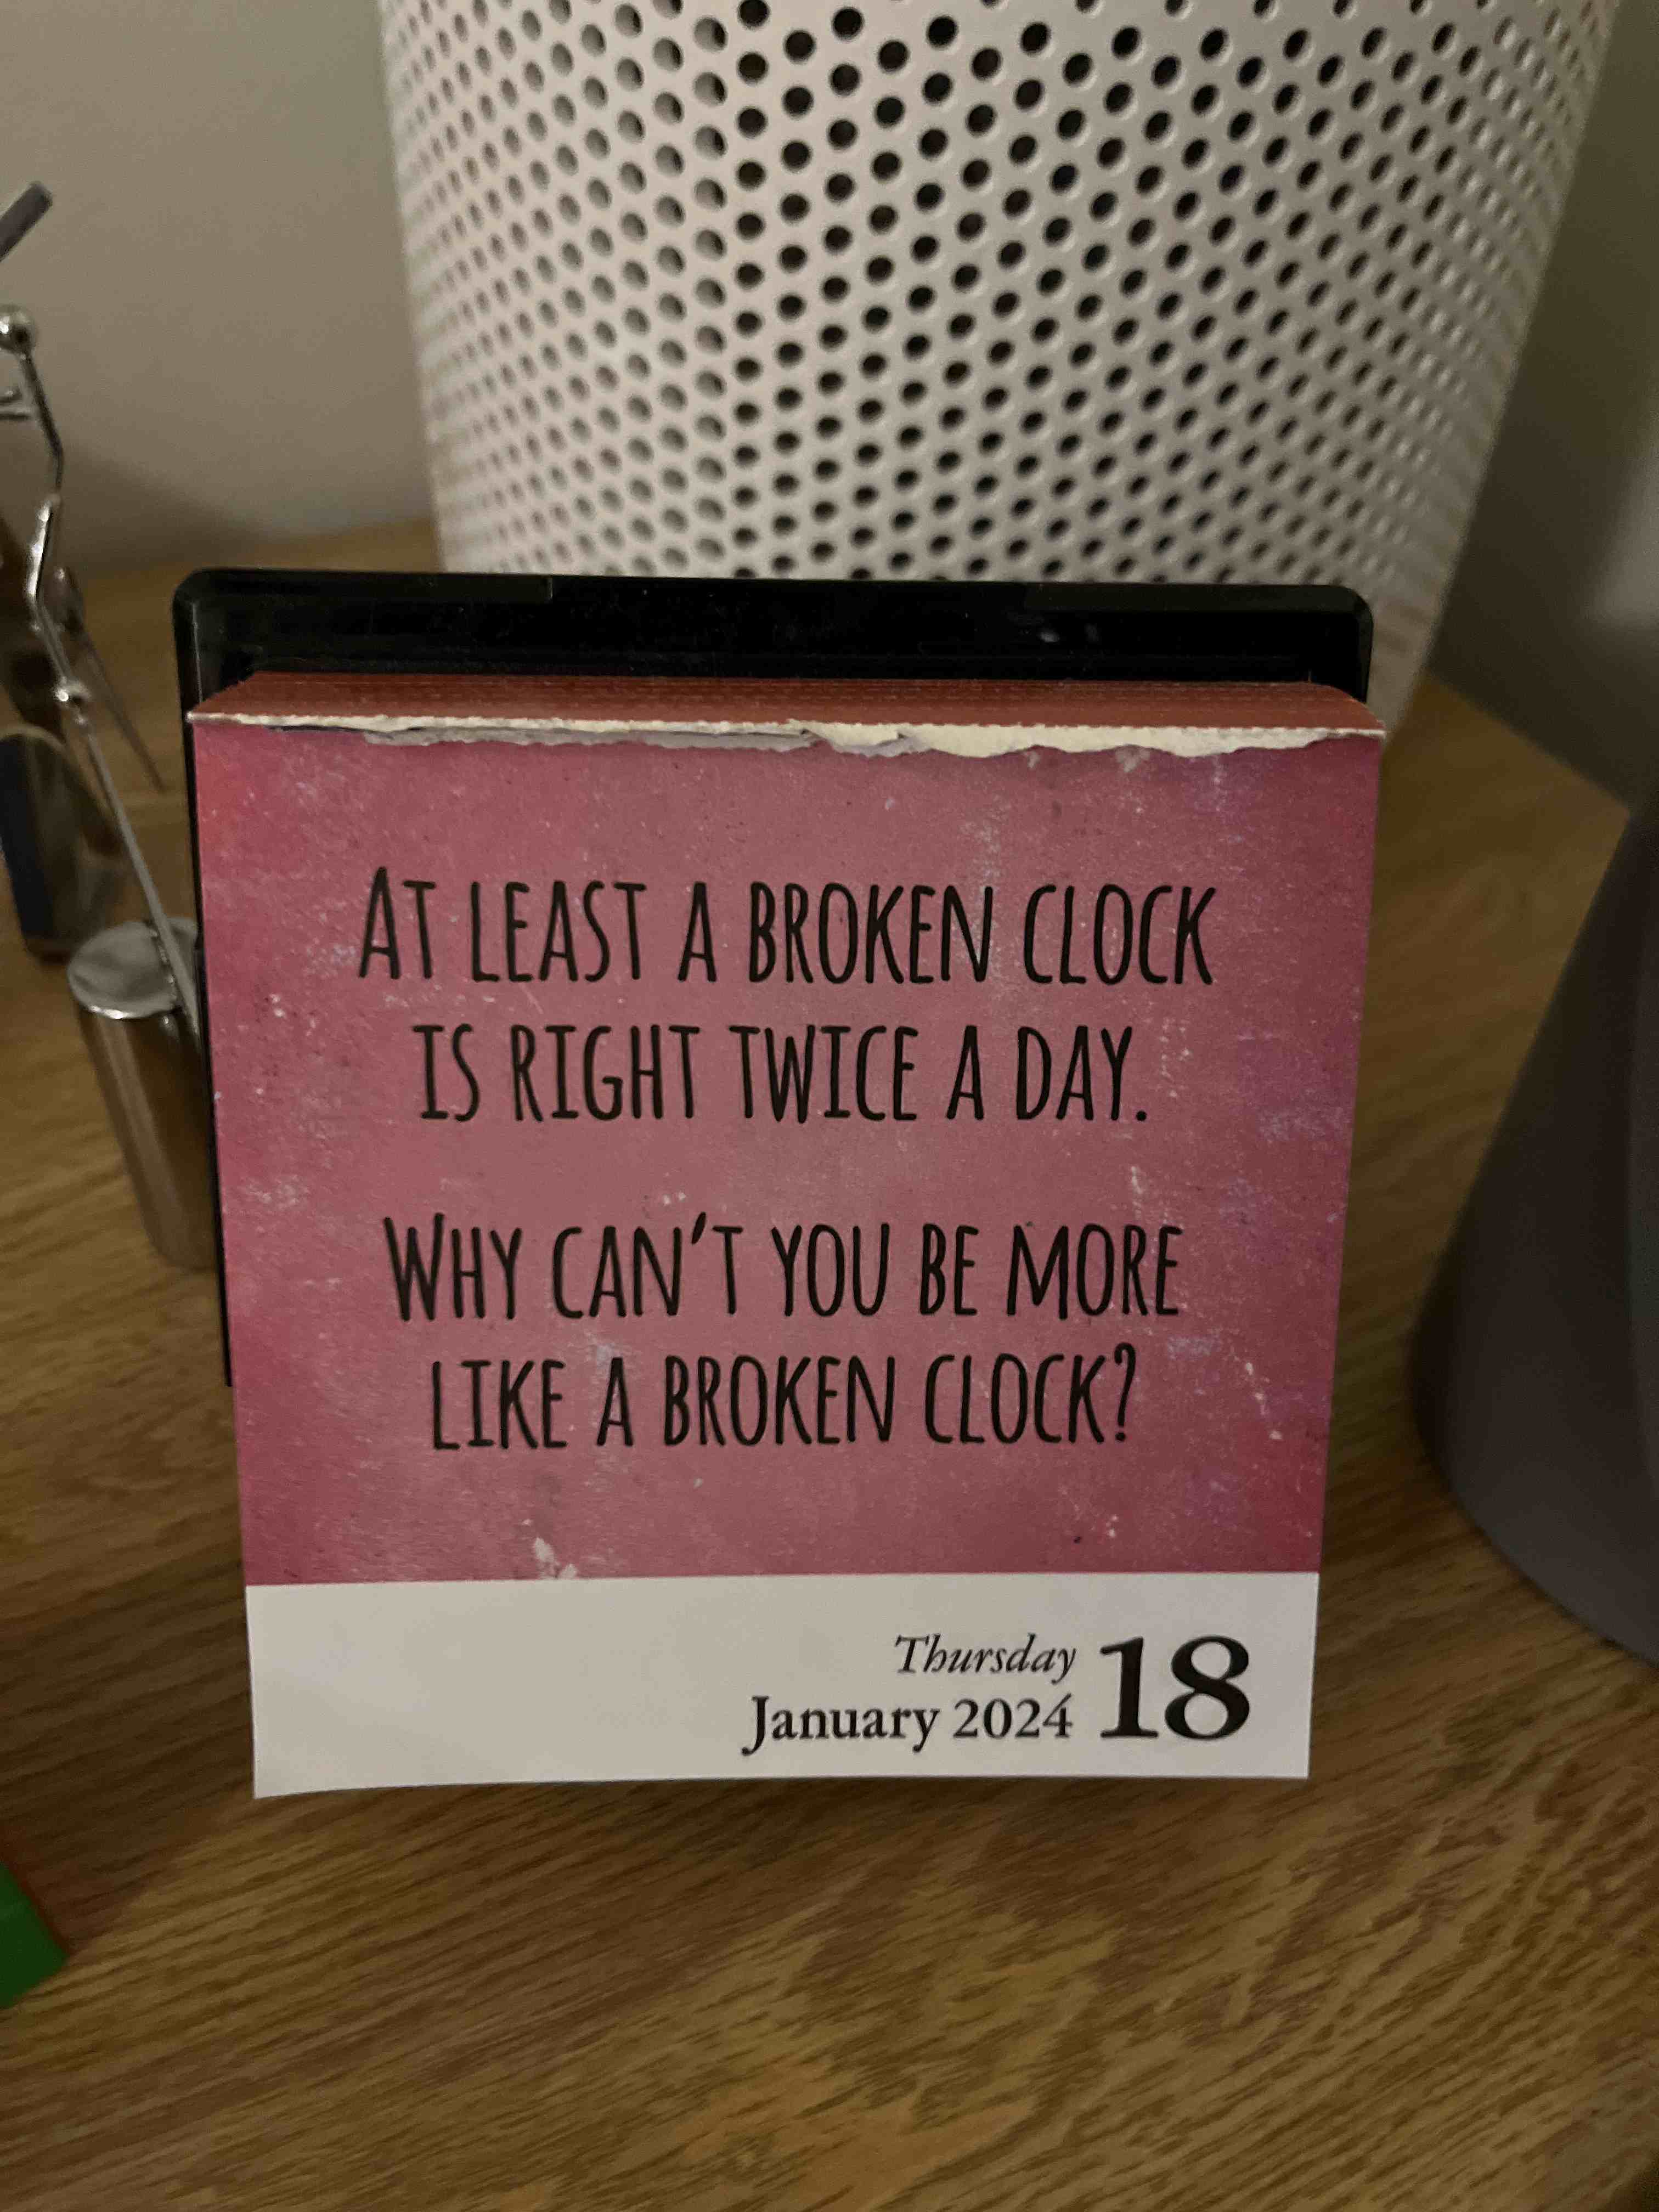 AT LEAST A BROKEN CLOCK
IS RIGHT TWICE A DAY.
WHY CAN'T YOU BE MORE
LIKE A BROKEN CLOCK?
Thursday
January 2024 18